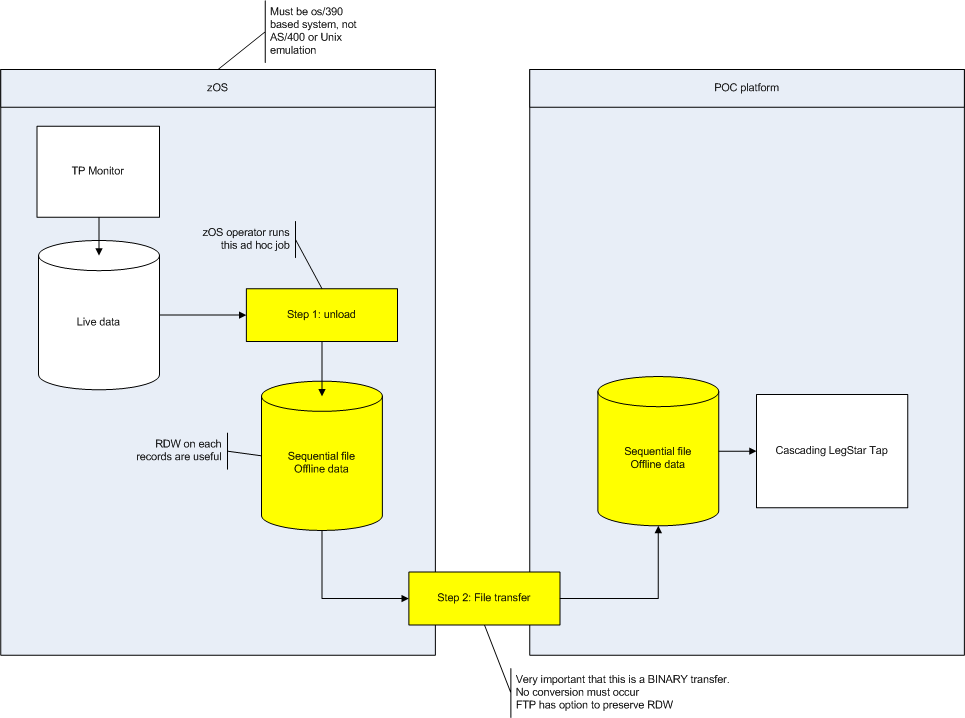 Must be os/390
based system, not
AS/400 or Unix
emulation
zOS
POC platform
TP Monitor
zOS operator runs
this ad hoc job
Live data
Step 1: unload
RDW on each
records are useful
Sequential file
Offline data
Sequential file
Offline data
Cascading LegStar Tap
Step 2: File transfer
Very important that this is a BINARY transfer.
No conversion must occur
FTP has option to preserve RDW